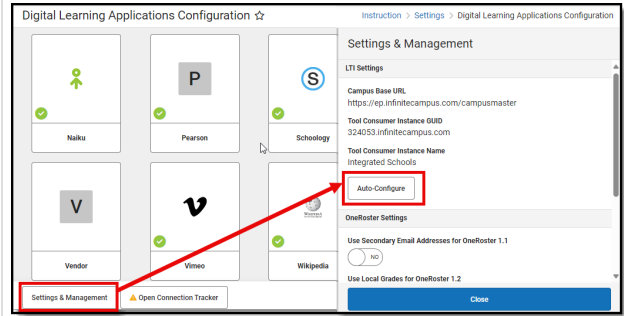 Digital Learning Applications Configuration
Instruction > Settings > Digital Learning Applications Configuration
Naiku
P
Pearson
S
Schoology
V
Vendor
Vimeo
Wikipedia
Settings & Management
Open Connection Tracker
Settings & Management
LTI Settings
Campus Base URL
https://ep.infinitecampus.com/campusmaster
Tool Consumer Instance GUID
324053.infinitecampus.com
Tool Consumer Instance Name
Integrated Schools
Auto-Configure
OneRoster Settings
Use Secondary Email Addresses for OneRoster 1.1
NO
Use Local Grades for OneRoster 1.2
Close